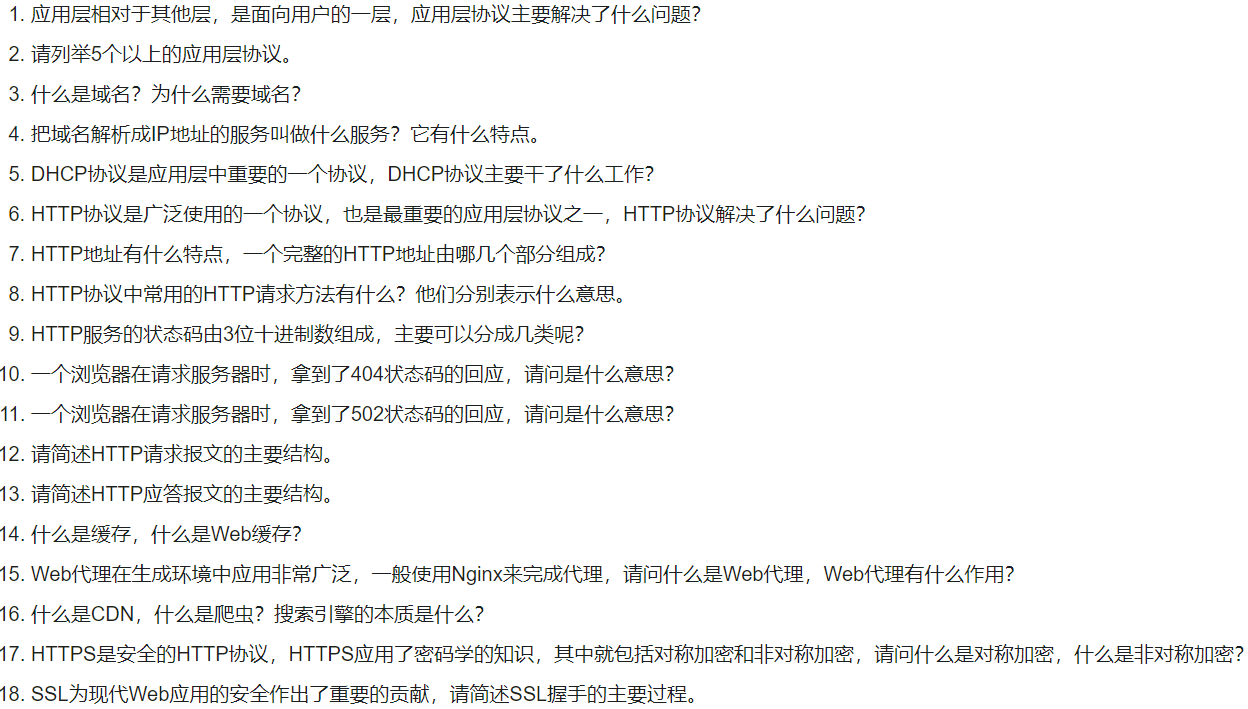 1. 应用层相对于其他层，是面向用户的一层，应用层协议主要解决了什么问题？
2. 请列举5个以上的应用层协议。
3. 什么是域名？为什么需要域名？
4. 把域名解析成IP地址的服务叫做什么服务？它有什么特点。
5. DHCP协议是应用层中重要的一个协议，DHCP协议主要干了什么工作？
6. HTTP协议是广泛使用的一个协议，也是最重要的应用层协议之一，HTTP协议解决了什么问题？
7. HTTP地址有什么特点，一个完整的HTTP地址由哪几个部分组成？
8. HTTP协议中常用的HTTP请求方法有什么？他们分别表示什么意思。
9. HTTP服务的状态码由3位十进制数组成，主要可以分成几类呢？
10. 一个浏览器在请求服务器时，拿到了404状态码的回应，请问是什么意思？
11. 一个浏览器在请求服务器时，拿到了502状态码的回应，请问是什么意思？
12. 请简述HTTP请求报文的主要结构。
13. 请简述HTTP应答报文的主要结构。
14. 什么是缓存，什么是Web缓存？
15. Web代理在生成环境中应用非常广泛，一般使用Nginx来完成代理，请问什么是Web代理，Web代理有什么作用？
16. 什么是CDN，什么是爬虫？搜索引擎的本质是什么？
17. HTTPS是安全的HTTP协议，HTTPS应用了密码学的知识，其中就包括对称加密和非对称加密，请问什么是对称加密，什么是非对称加密？
18. SSL为现代Web应用的安全作出了重要的贡献，请简述SSL握手的主要过程。